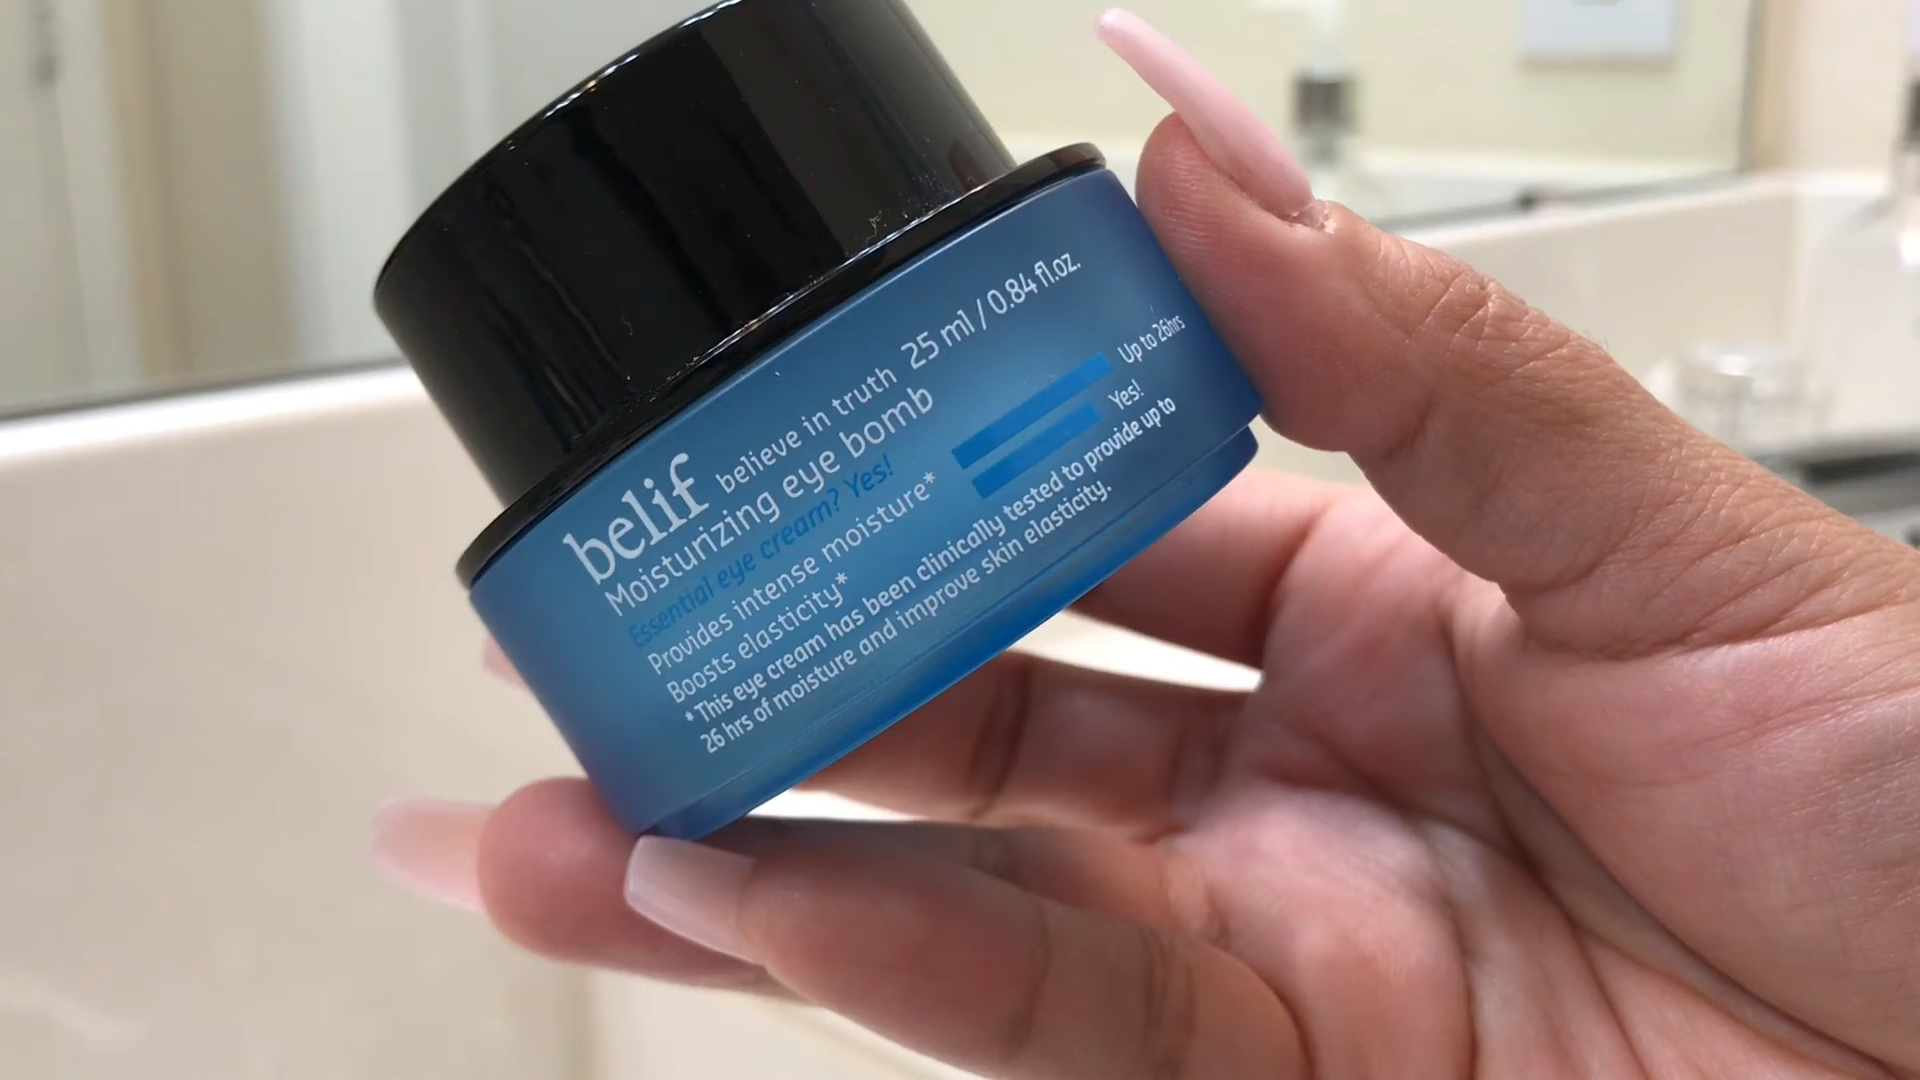 belif believe in truth 25 ml / 0.84 fl.oz.
Moisturizing eye bomb
Essential eye cream? Yes!
Provides intense moisture* Up to 26hrs
Boosts elasticity* Yes!
* This eye cream has been clinically tested to provide up to
26 hrs of moisture and improve skin elasticity.